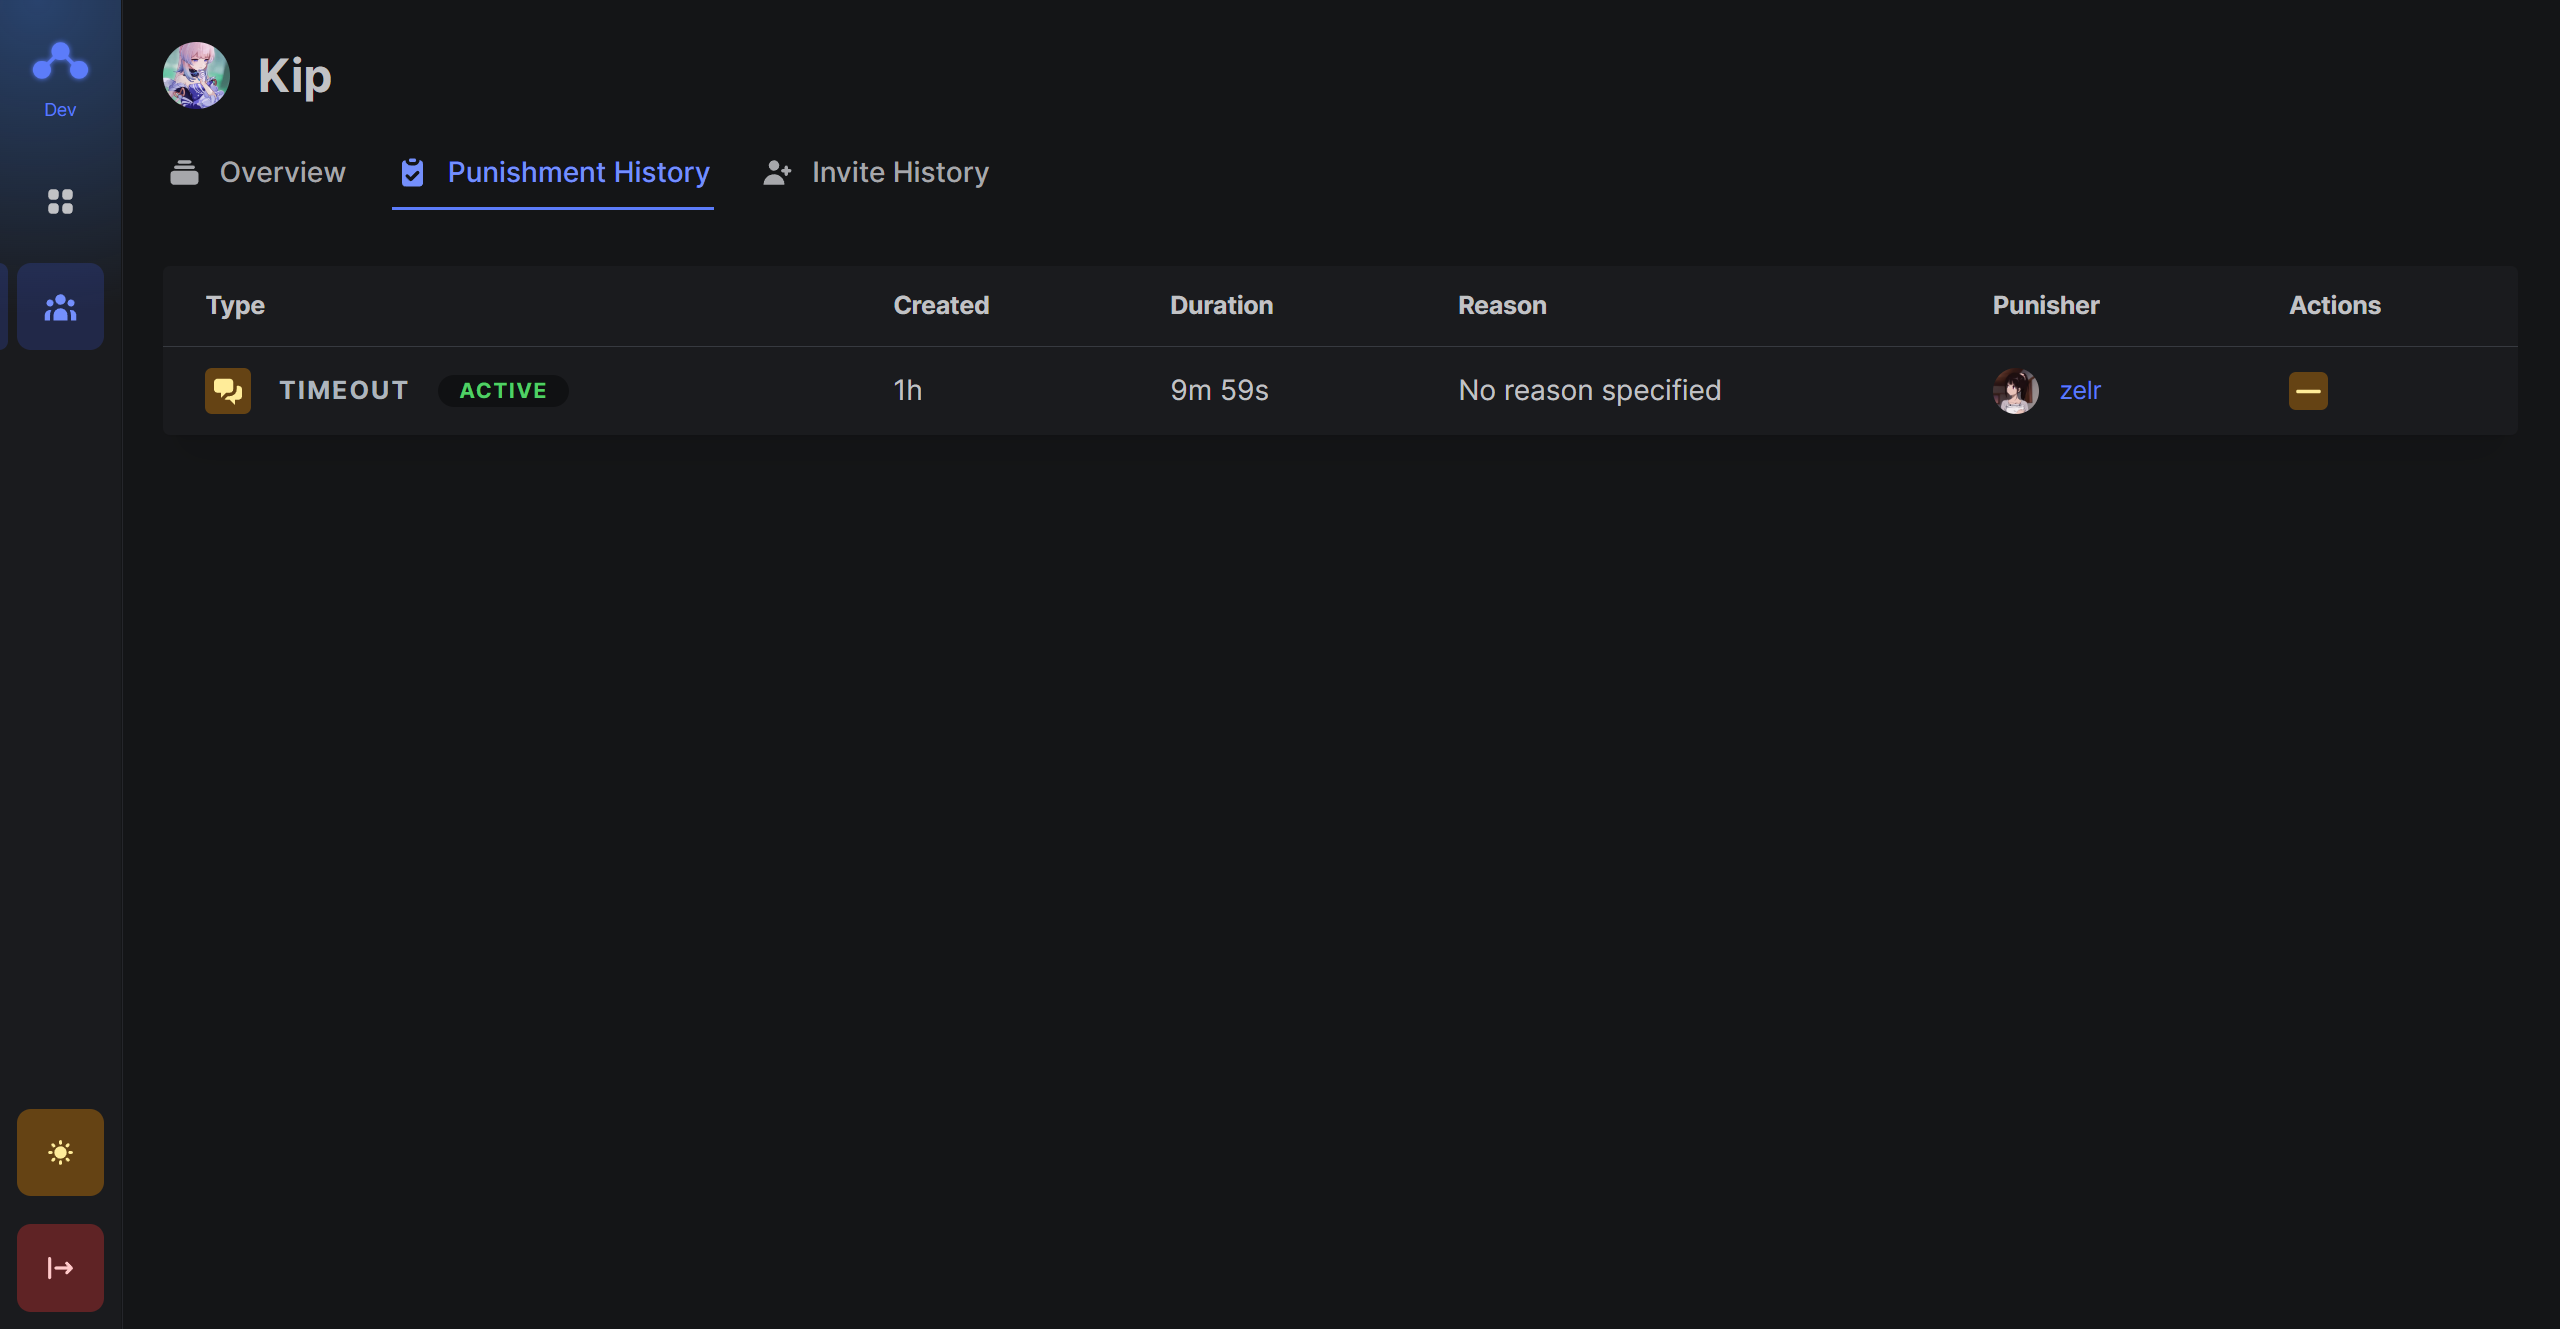 Dev
Kip
Overview Punishment History Invite History
Type Created Duration Reason Punisher Actions
TIMEOUT ACTIVE 1h 9m 59s No reason specified zelr